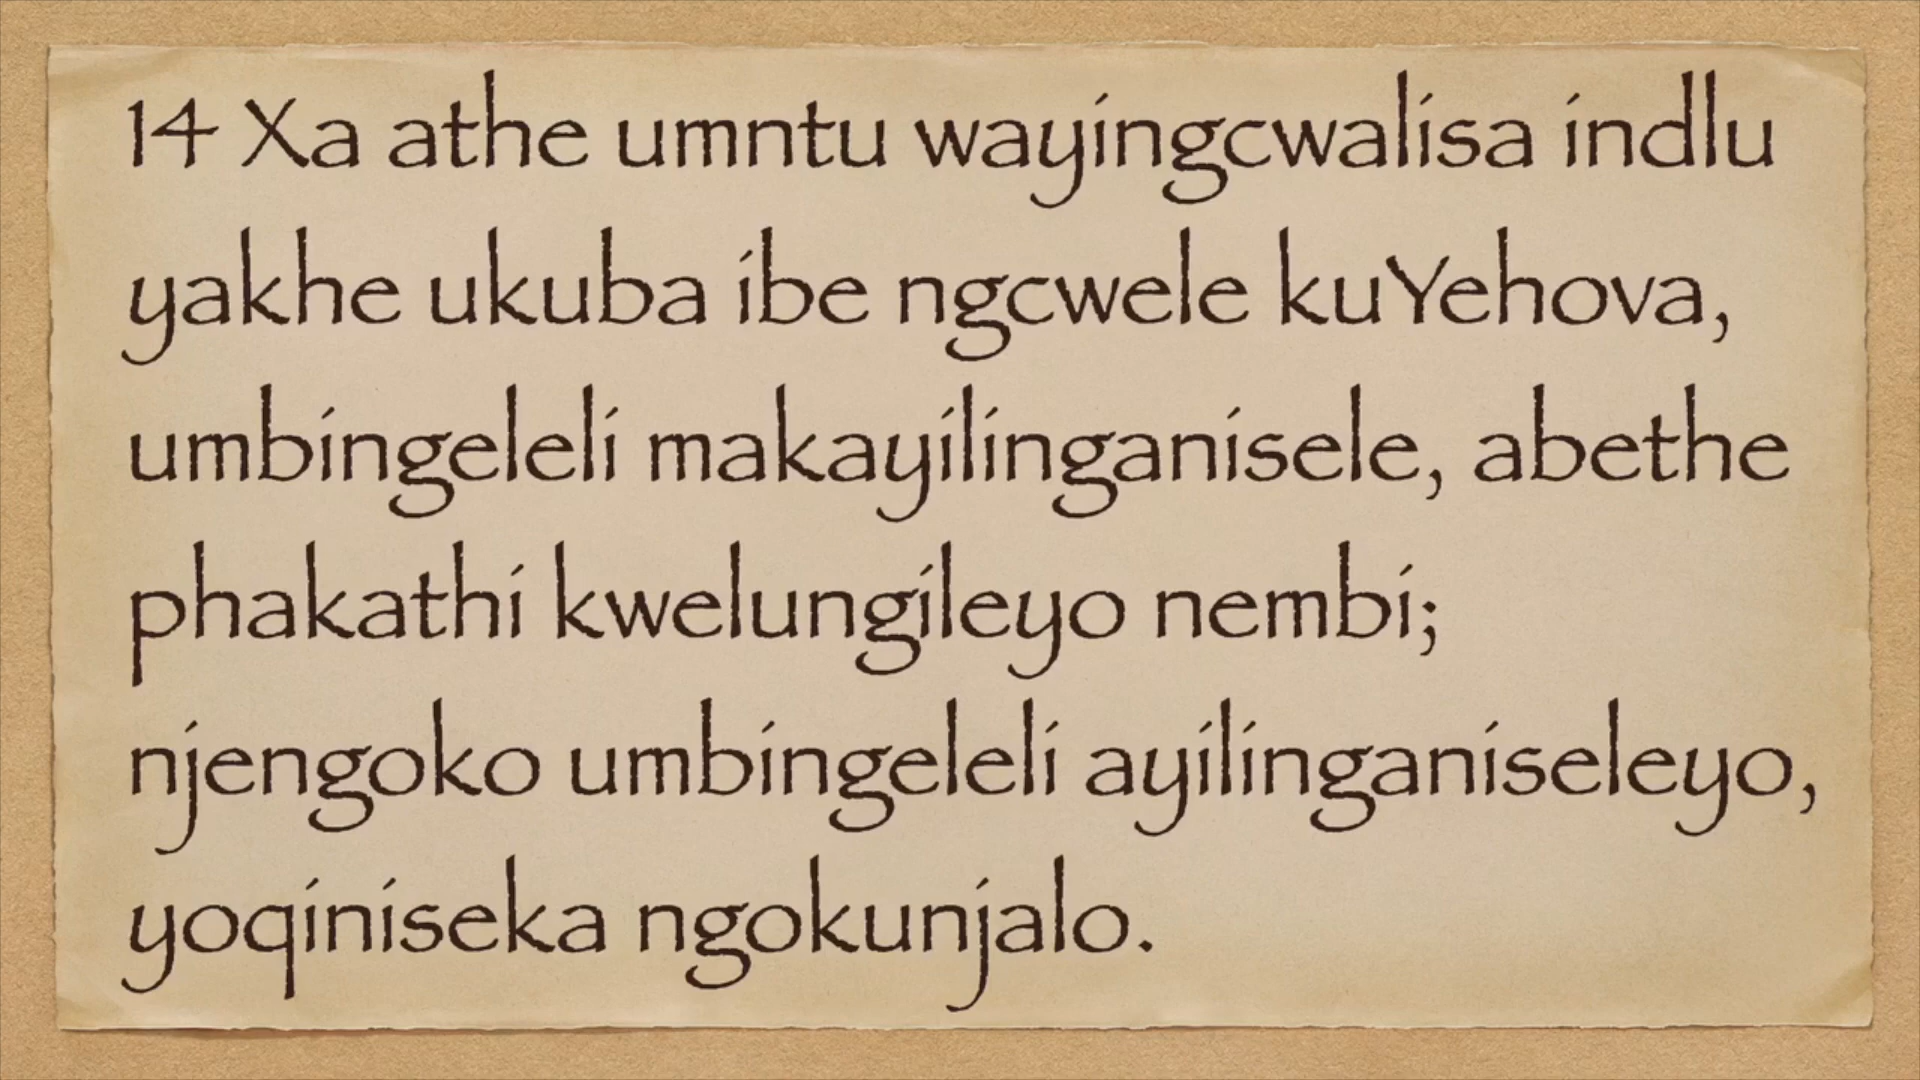 14 Xa athe umntu wayingcwalisa indlu
yakhe ukuba ibe ngcwele kuYehova,
umbingeleli makayilinganisele, abethe
phakathi kwelungileyo nembi;
njengoko umbingeleli ayilinganiseleyo,
yoqiniseka ngokunjalo.